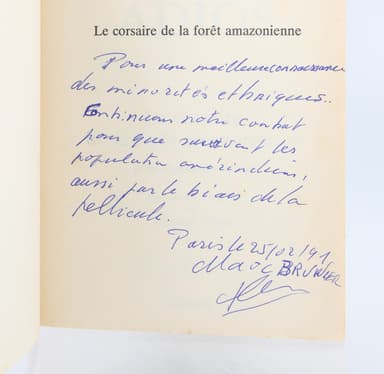 Le corsaire de la forêt amazonienne
Pour une meilleure connaissance
des minorités ethniques..
Continuons notre combat
pour que survivent les
population amérindiens,
aussi par le biais de la
pellicule.
Paris le 25/02/91
Marc BRUNIER